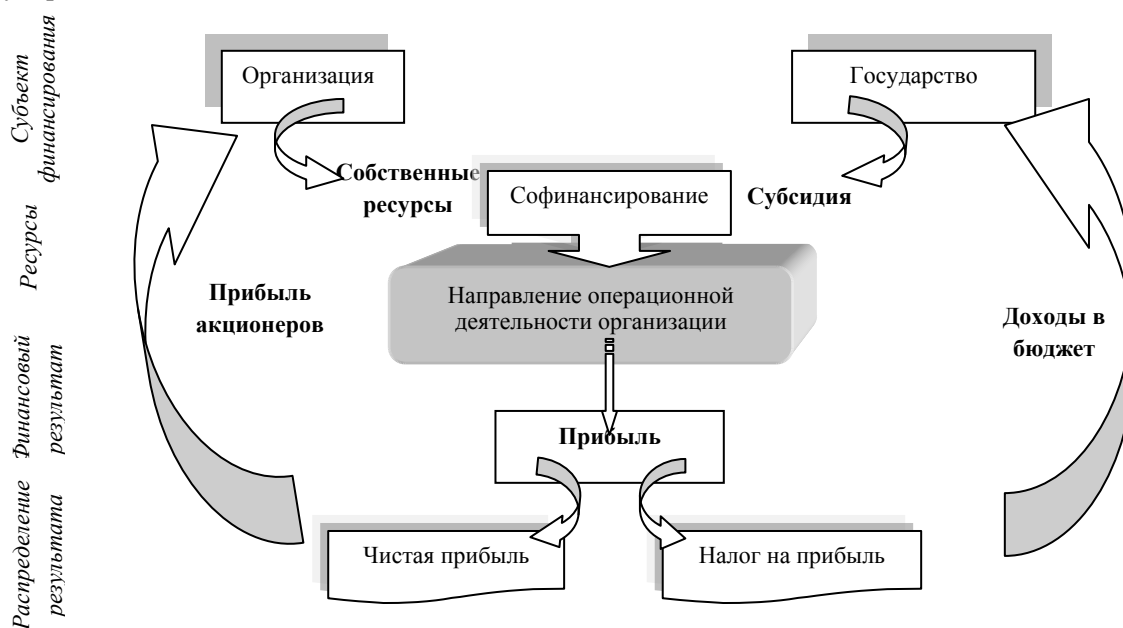 Субъект
финансирования
Организация
Государство
Собственные
ресурсы
Софинансирование
Субсидия
Ресурсы
Направление операционной
деятельности организации
Прибыль
акционеров
Доходы в
бюджет
Финансовый
результат
Прибыль
Распределение
результата
Чистая прибыль
Налог на прибыль